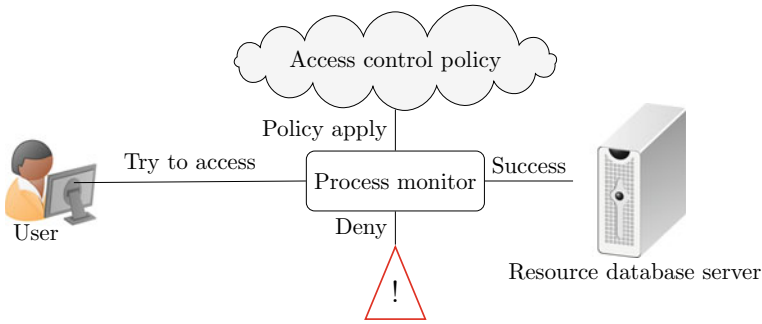 Access control policy
Policy apply
Try to access
Process monitor
Success
User
Deny
!
Resource database server